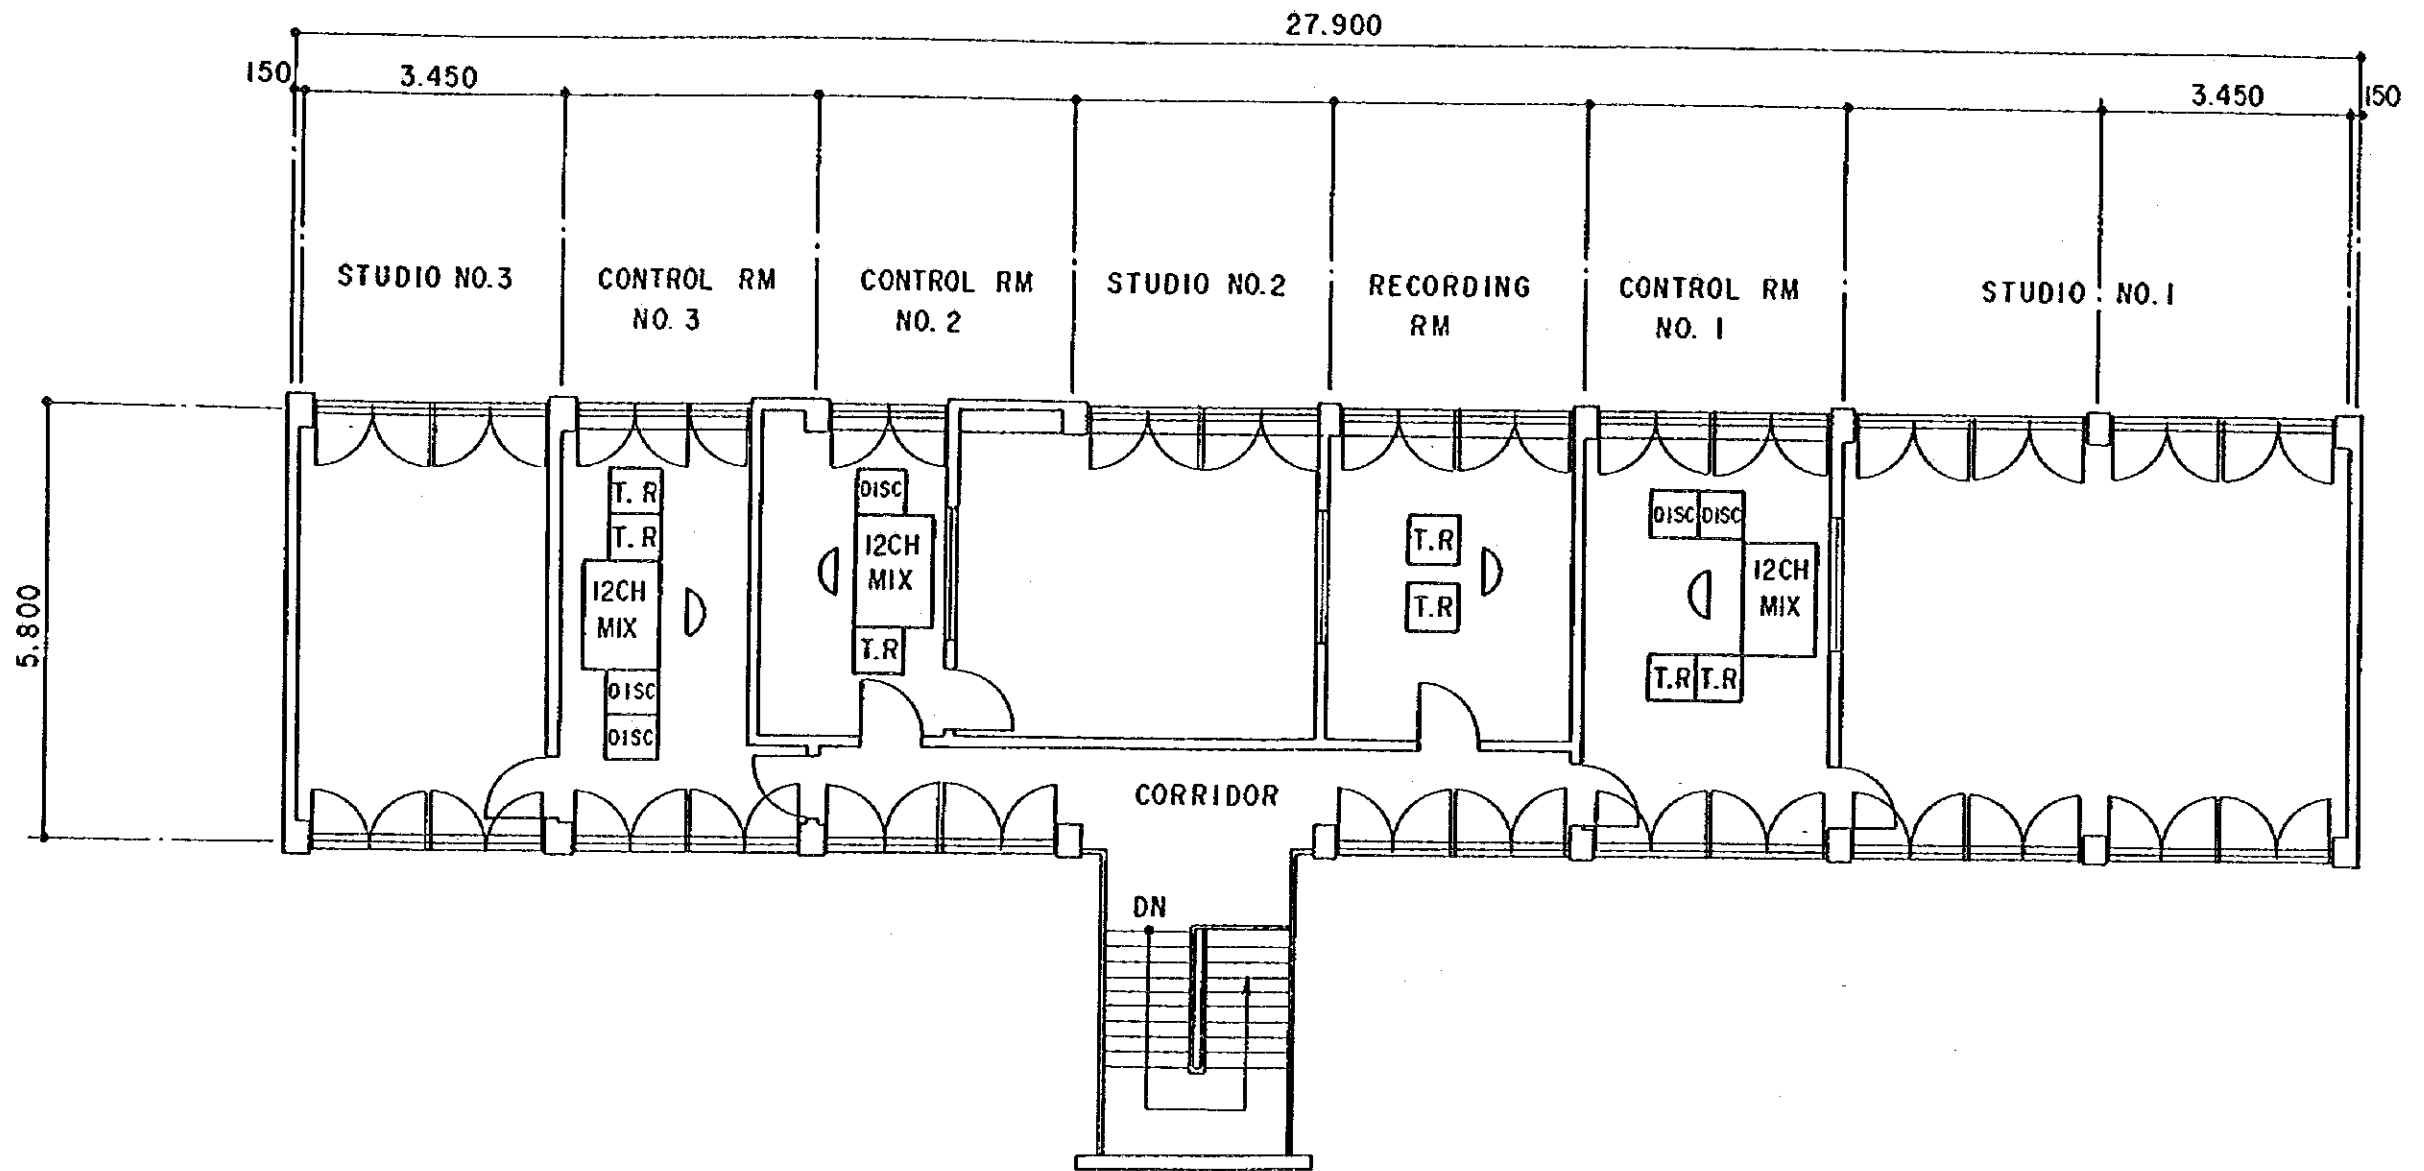 27.900
150
3.450
3.450
150
STUDIO NO.3
CONTROL RM
NO. 3
CONTROL RM
NO. 2
STUDIO NO.2
RECORDING
RM
CONTROL RM
NO. 1
STUDIO NO.1
5.800
T.R
T.R
12CH
MIX
DISC
DISC
DISC
12CH
MIX
T.R
T.R
T.R
DISC
DISC
12CH
MIX
T.R
T.R
CORRIDOR
DN